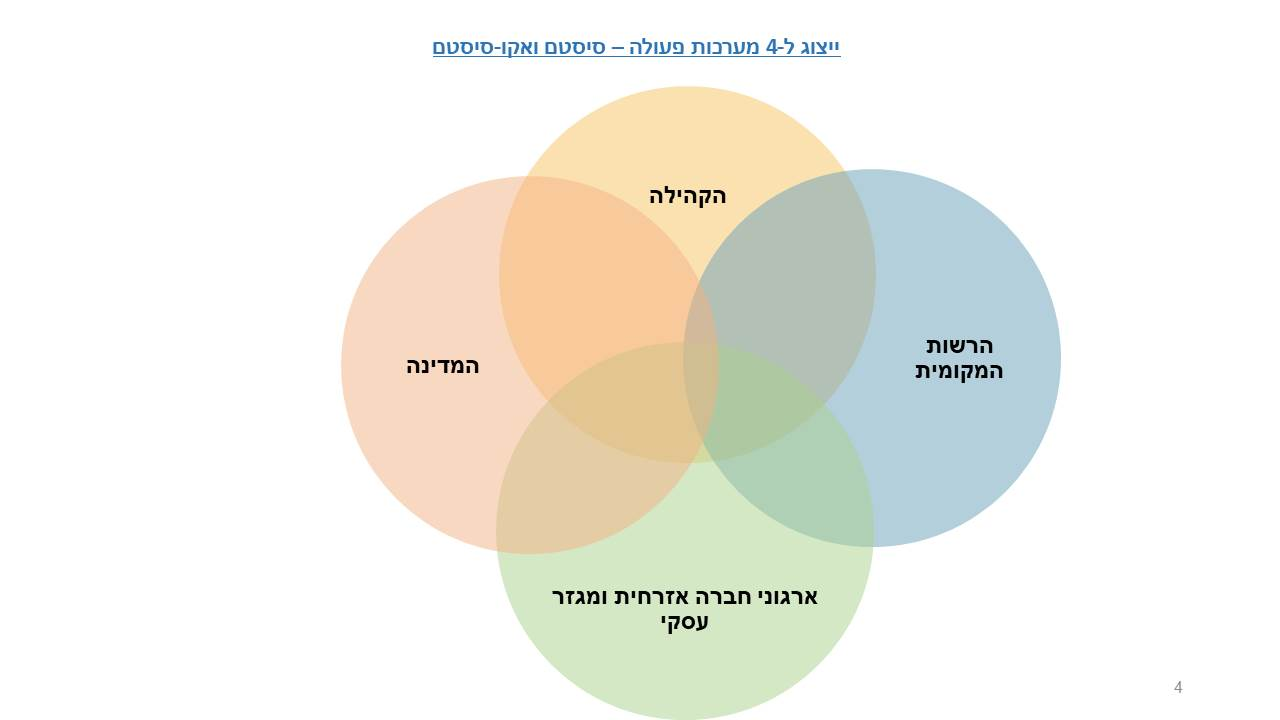 ייצוג ל-4 מערכות פעולה – סיסטם ואקו-סיסטם
הקהילה
הרשות
המקומית
המדינה
ארגוני חברה אזרחית ומגזר
עסקי
4